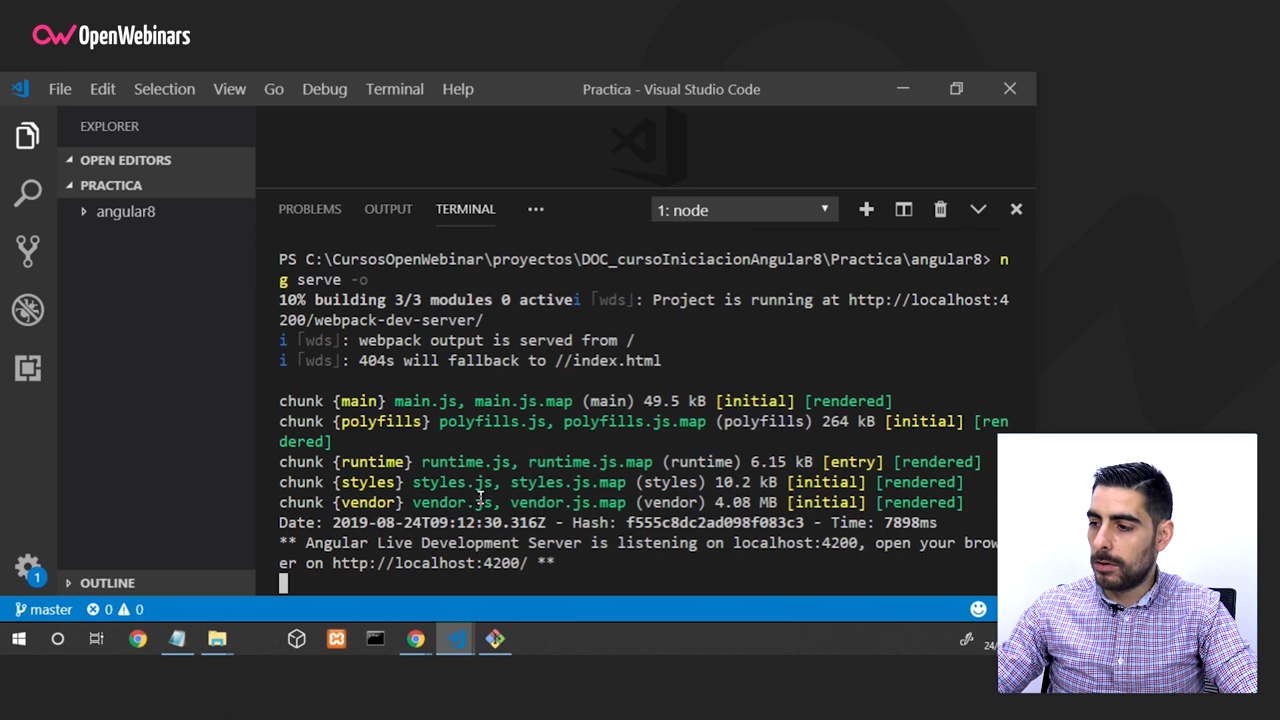 OpenWebinars
File Edit Selection View Go Debug Terminal Help
Practica - Visual Studio Code
EXPLORER
OPEN EDITORS
PRACTICA
angular8
PROBLEMS OUTPUT TERMINAL ...
1: node
PS C:\CursosOpenWebinar\proyectos\DOC_cursoIniciacionAngular8\Practica\angular8> n
g serve -o
10% building 3/3 modules 0 activei ｢wds｣: Project is running at http://localhost:4
200/webpack-dev-server/
i ｢wds｣: webpack output is served from /
i ｢wds｣: 404s will fallback to //index.html
chunk {main} main.js, main.js.map (main) 49.5 kB [initial] [rendered]
chunk {polyfills} polyfills.js, polyfills.js.map (polyfills) 264 kB [initial] [ren
dered]
chunk {runtime} runtime.js, runtime.js.map (runtime) 6.15 kB [entry] [rendered]
chunk {styles} styles.js, styles.js.map (styles) 10.2 kB [initial] [rendered]
chunk {vendor} vendor.js, vendor.js.map (vendor) 4.08 MB [initial] [rendered]
Date: 2019-08-24T09:12:30.316Z - Hash: f555c8dc2ad098f083c3 - Time: 7898ms
** Angular Live Development Server is listening on localhost:4200, open your brow
er on http://localhost:4200/ **
OUTLINE
1
master 0 0
24/